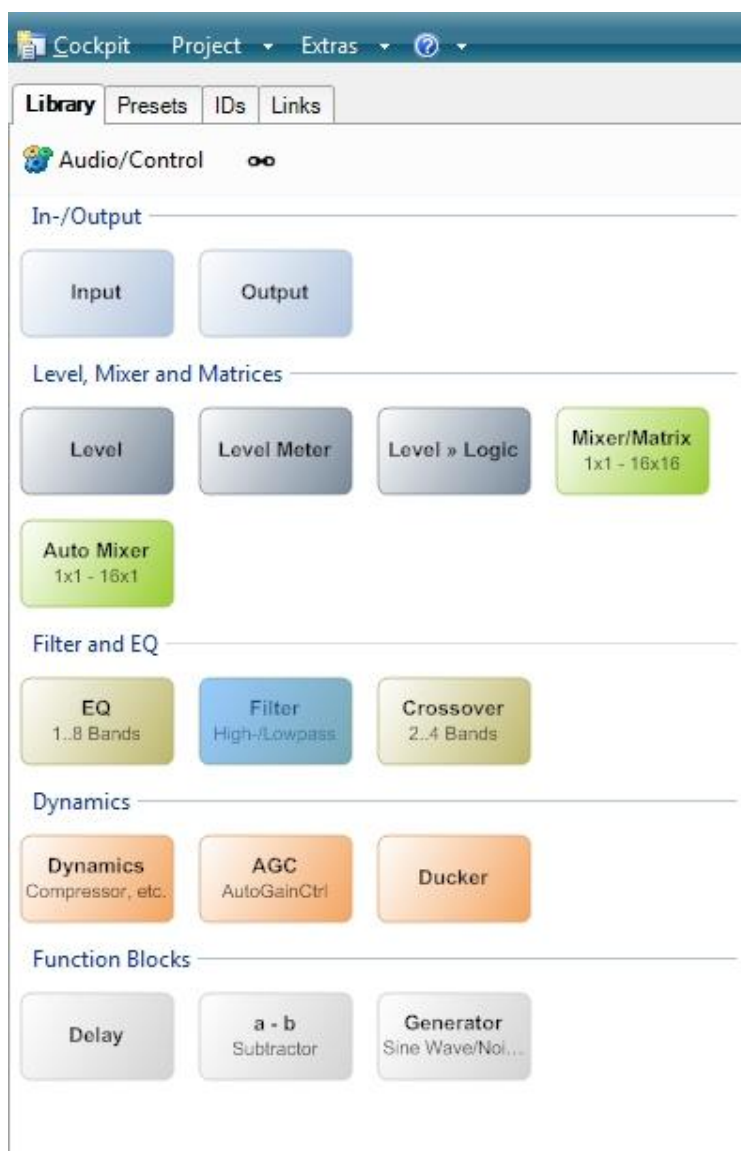 Cockpit Project Extras ?
Library Presets IDs Links
Audio/Control
In-/Output
Input Output
Level, Mixer and Matrices
Level Level Meter Level » Logic Mixer/Matrix
1x1 - 16x16
Auto Mixer
1x1 - 16x1
Filter and EQ
EQ Filter Crossover
1..8 Bands High-/Lowpass 2..4 Bands
Dynamics
Dynamics AGC Ducker
Compressor, etc. AutoGainCtrl
Function Blocks
Delay a - b Generator
Subtractor Sine Wave/Noi...